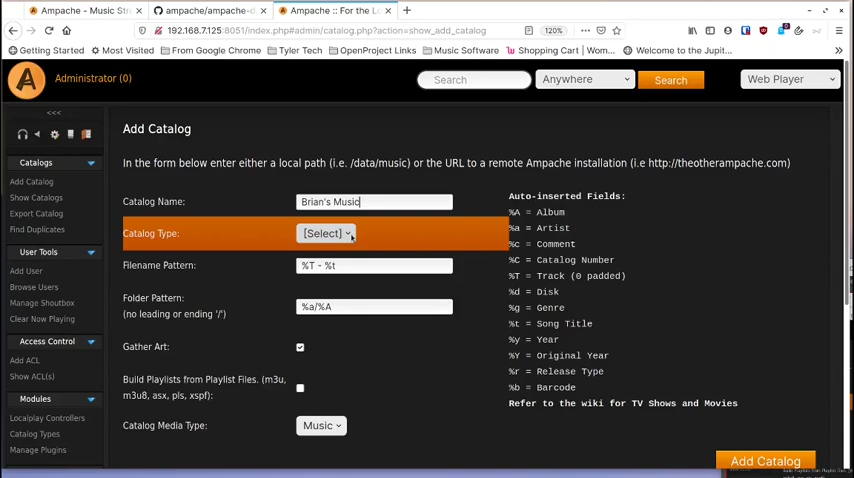 Ampache - Music Str
ampache/ampache-d
Ampache :: For the Lo
192.168.7.125:8051/index.php#admin/catalog.php?action=show_add_catalog
120%
Getting Started
Most Visited
From Google Chrome
Tyler Tech
OpenProject Links
Music Software
Shopping Cart | Wom...
Welcome to the Jupit...
Administrator (0)
Search
Anywhere
Search
Web Player
<<<
Catalogs
Add Catalog
Show Catalogs
Export Catalog
Find Duplicates
User Tools
Add User
Browse Users
Manage Shoutbox
Clear Now Playing
Access Control
Add ACL
Show ACL(s)
Modules
Localplay Controllers
Catalog Types
Manage Plugins
Add Catalog
In the form below enter either a local path (i.e. /data/music) or the URL to a remote Ampache installation (i.e http://theotherampache.com)
Catalog Name:
Brian's Music
Catalog Type:
[Select]
Filename Pattern:
%T - %t
Folder Pattern:
(no leading or ending '/')
%a/%A
Gather Art:
Build Playlists from Playlist Files. (m3u,
m3u8, asx, pls, xspf):
Catalog Media Type:
Music
Auto-inserted Fields:
%A = Album
%a = Artist
%c = Comment
%C = Catalog Number
%T = Track (0 padded)
%d = Disk
%g = Genre
%t = Song Title
%y = Year
%Y = Original Year
%r = Release Type
%b = Barcode
Refer to the wiki for TV Shows and Movies
Add Catalog